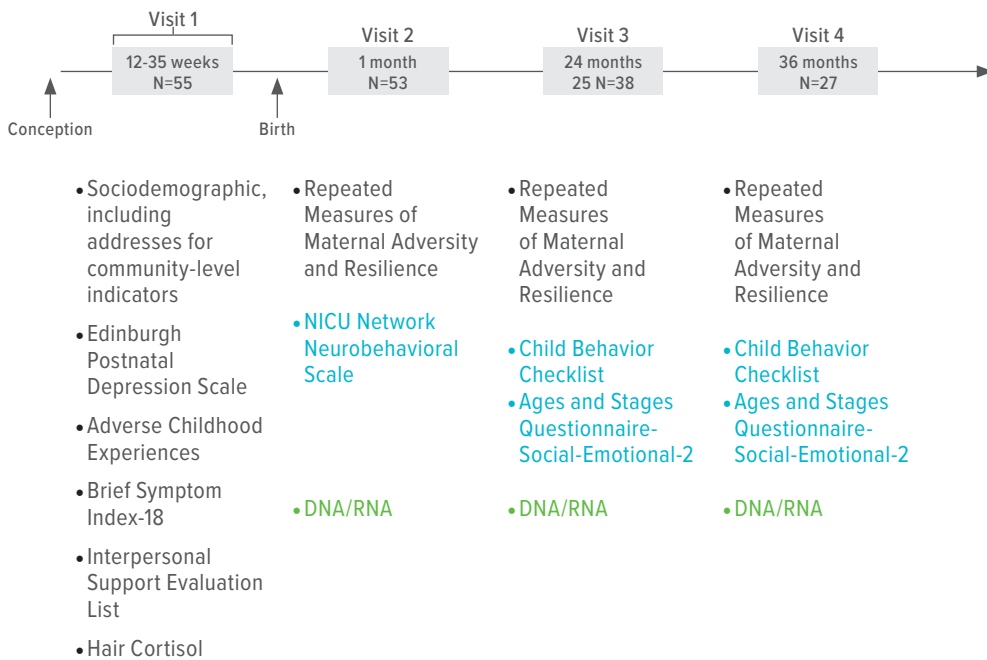 Visit 1
12-35 weeks
N=55
Visit 2
1 month
N=53
Visit 3
24 months
25 N=38
Visit 4
36 months
N=27
Conception
Birth
• Sociodemographic,
including
addresses for
community-level
indicators
• Edinburgh
Postnatal
Depression Scale
• Adverse Childhood
Experiences
• Brief Symptom
Index-18
• Interpersonal
Support Evaluation
List
• Hair Cortisol
• Repeated
Measures of
Maternal Adversity
and Resilience
• NICU Network
Neurobehavioral
Scale
• DNA/RNA
• Repeated
Measures
of Maternal
Adversity and
Resilience
• Child Behavior
Checklist
• Ages and Stages
Questionnaire-
Social-Emotional-2
• DNA/RNA
• Repeated
Measures
of Maternal
Adversity and
Resilience
• Child Behavior
Checklist
• Ages and Stages
Questionnaire-
Social-Emotional-2
• DNA/RNA